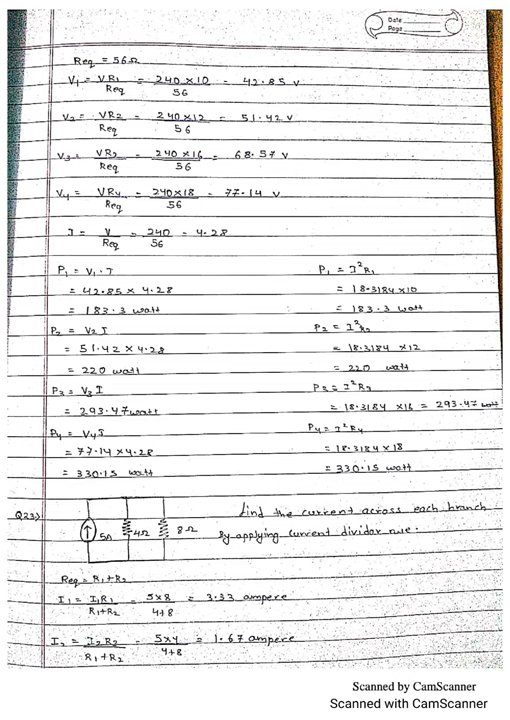 Date
Page
Req = 56Ω
V1 = VR1/Req = 240×10/56 = 42.85 v
V2 = VR2/Req = 240×12/56 = 51.42 v
V3 = VR3/Req = 240×16/56 = 68.57 v
V4 = VR4/Req = 240×18/56 = 77.14 v
I = V/Req = 240/56 = 4.28
P1 = V1.I
= 42.85 × 4.28
= 183.3 watt
P2 = V2 I
= 51.42 × 4.28
= 220 watt
P3 = V3 I
= 293.47 watt
P4 = V4 I
= 77.14 × 4.28
= 330.15 watt
P1 = I²R1
= 18.3184 ×10
= 183.3 watt
P2 = I²R2
= 18.3184 ×12
= 220 watt
P3 = I²R3
= 18.3184 ×16 = 293.47 watt
P4 = I²R4
= 18.3184 × 18
= 330.15 watt
Q23) find the current across each branch
5A 4Ω 8Ω By applying current divider rule.
Req = R1+R2
I1 = I1R1/R1+R2 = 5×8/4+8 = 3.33 ampere
I2 = I2R2/R1+R2 = 5×4/4+8 = 1.67 ampere
Scanned by CamScanner
Scanned with CamScanner